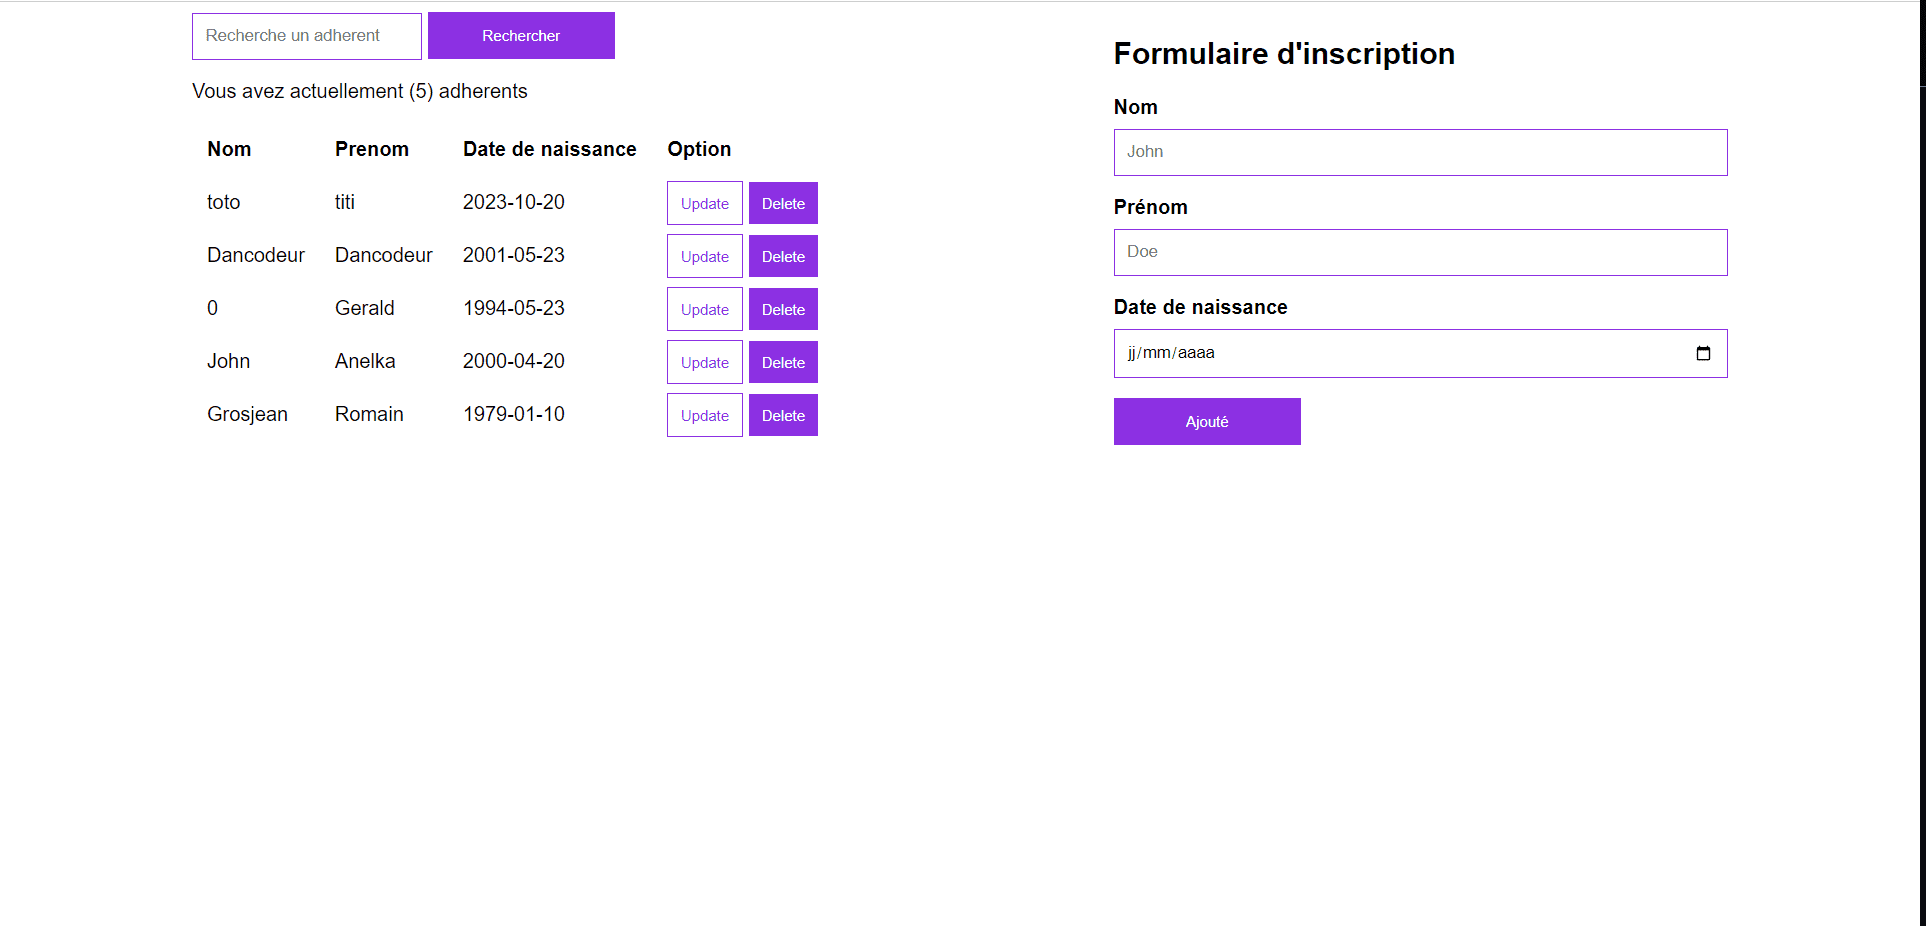 Recherche un adherent Rechercher
Vous avez actuellement (5) adherents
Nom Prenom Date de naissance Option
toto titi 2023-10-20 Update Delete
Dancodeur Dancodeur 2001-05-23 Update Delete
0 Gerald 1994-05-23 Update Delete
John Anelka 2000-04-20 Update Delete
Grosjean Romain 1979-01-10 Update Delete
Formulaire d'inscription
Nom
John
Prénom
Doe
Date de naissance
jj/mm/aaaa
Ajouté